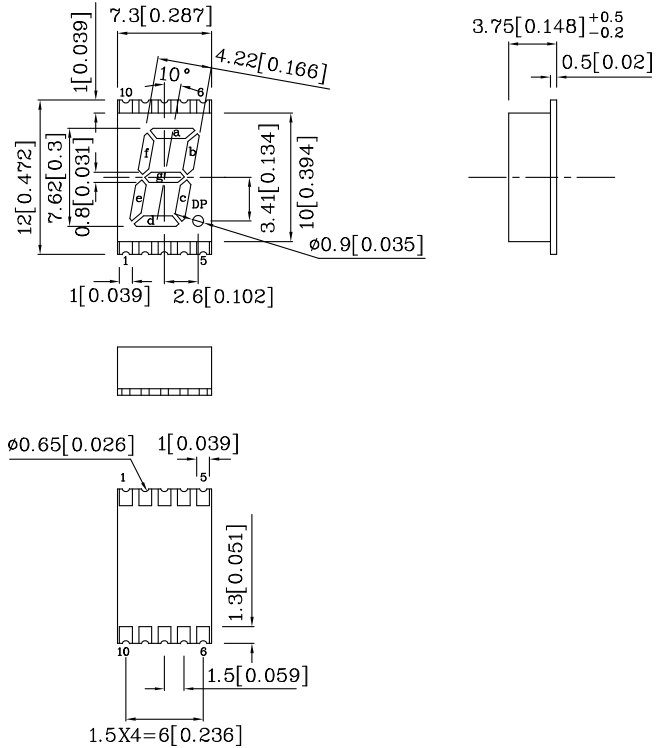 7.3[0.287]
1[0.039]
10°
4.22[0.166]
10
6
a
f
b
g
e
c
d
DP
12[0.472]
7.62[0.3]
0.8[0.031]
3.41[0.134]
10[0.394]
ø0.9[0.035]
1
5
1[0.039]
2.6[0.102]
3.75[0.148]+0.5 -0.2
0.5[0.02]
ø0.65[0.026]
1[0.039]
1
5
1.3[0.051]
10
6
1.5[0.059]
1.5X4=6[0.236]